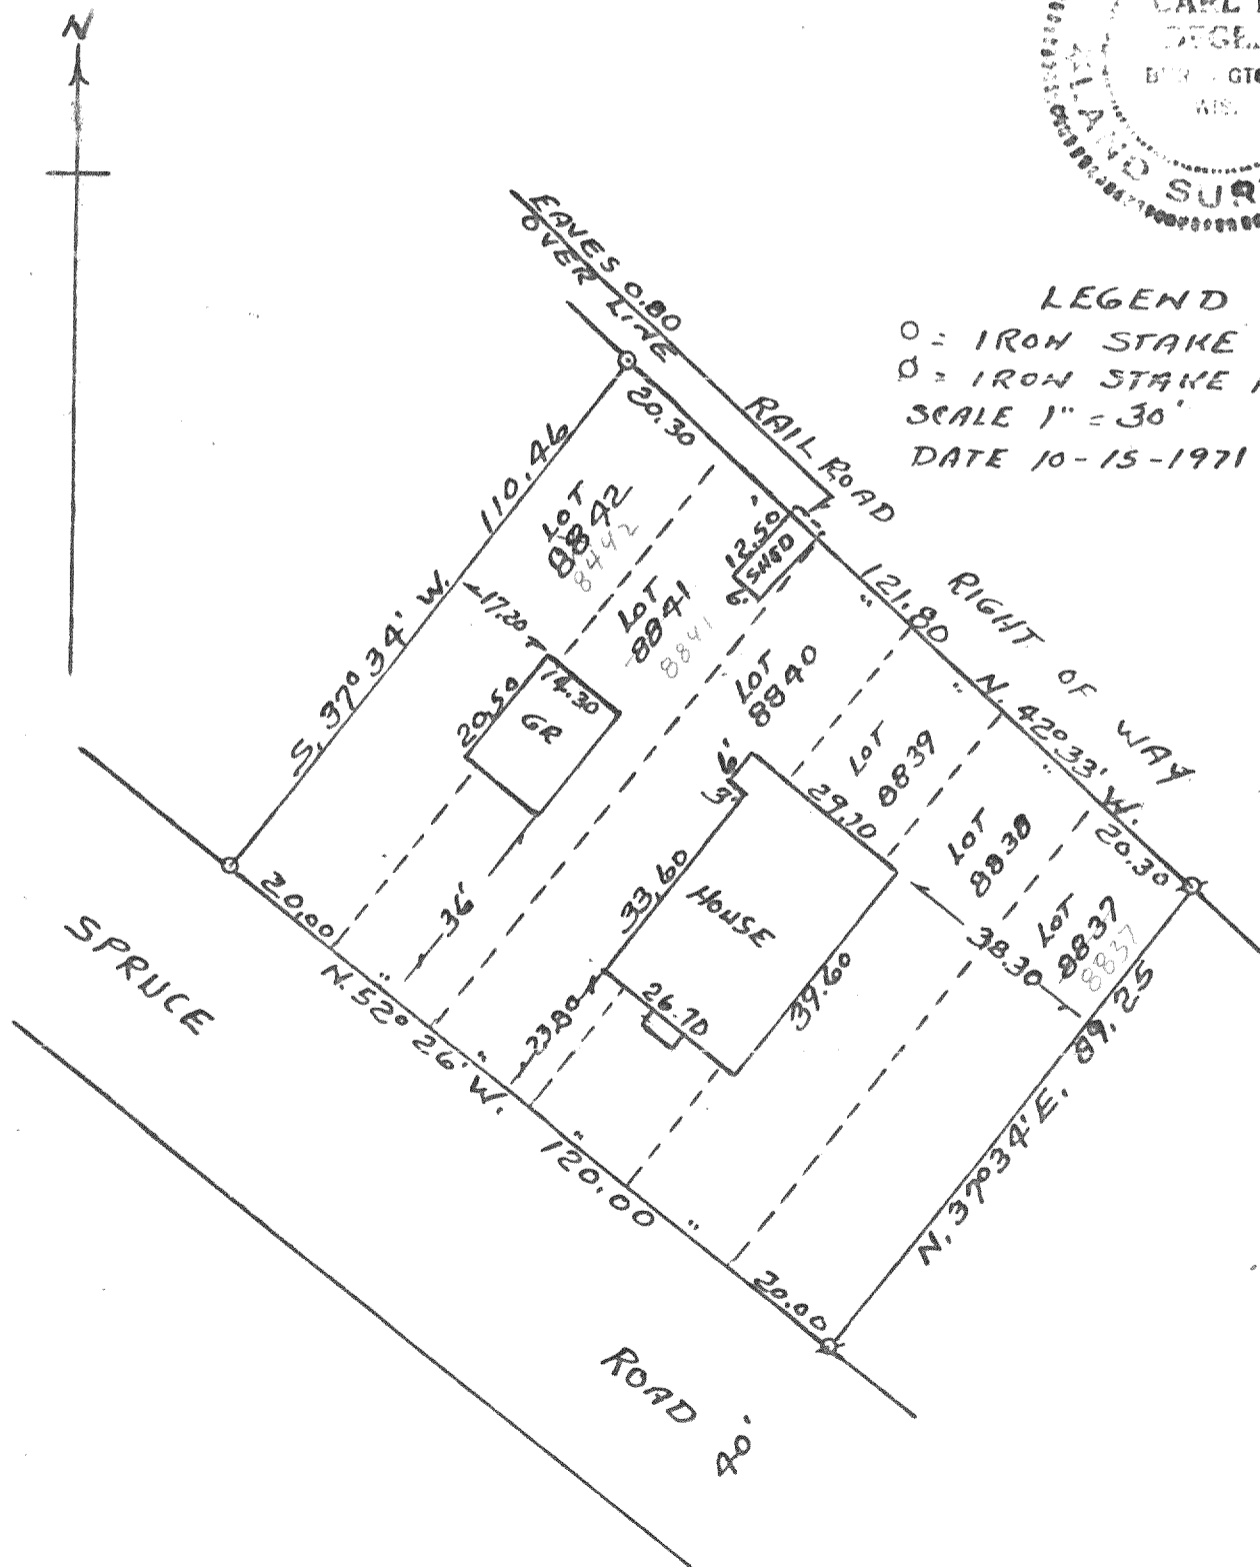 N
CARL
LAND SUR
LEGEND
O = IRON STAKE
Ø = IRON STAKE
SCALE 1" = 30'
DATE 10-15-1971
EAVES 0.80
OVER LINE
RAIL ROAD
RIGHT OF WAY
20.30
121.80
"
"
N. 42°33' W.
"
20.30
110.46
S. 37°34' W.
LOT
8842
8442
LOT
8841
8841
12.50'
SHED
6'
LOT
8840
LOT
8839
LOT
8838
LOT
8837
8837
17.20
14.30
20.50
GR
36'
6'
3'
29.70
33.60
HOUSE
39.60
26.70
23.80
38.30
N. 37°34' E. 89.25
20.00
"
N. 52° 26' W.
"
120.00
"
"
20.00
SPRUCE
ROAD 40'